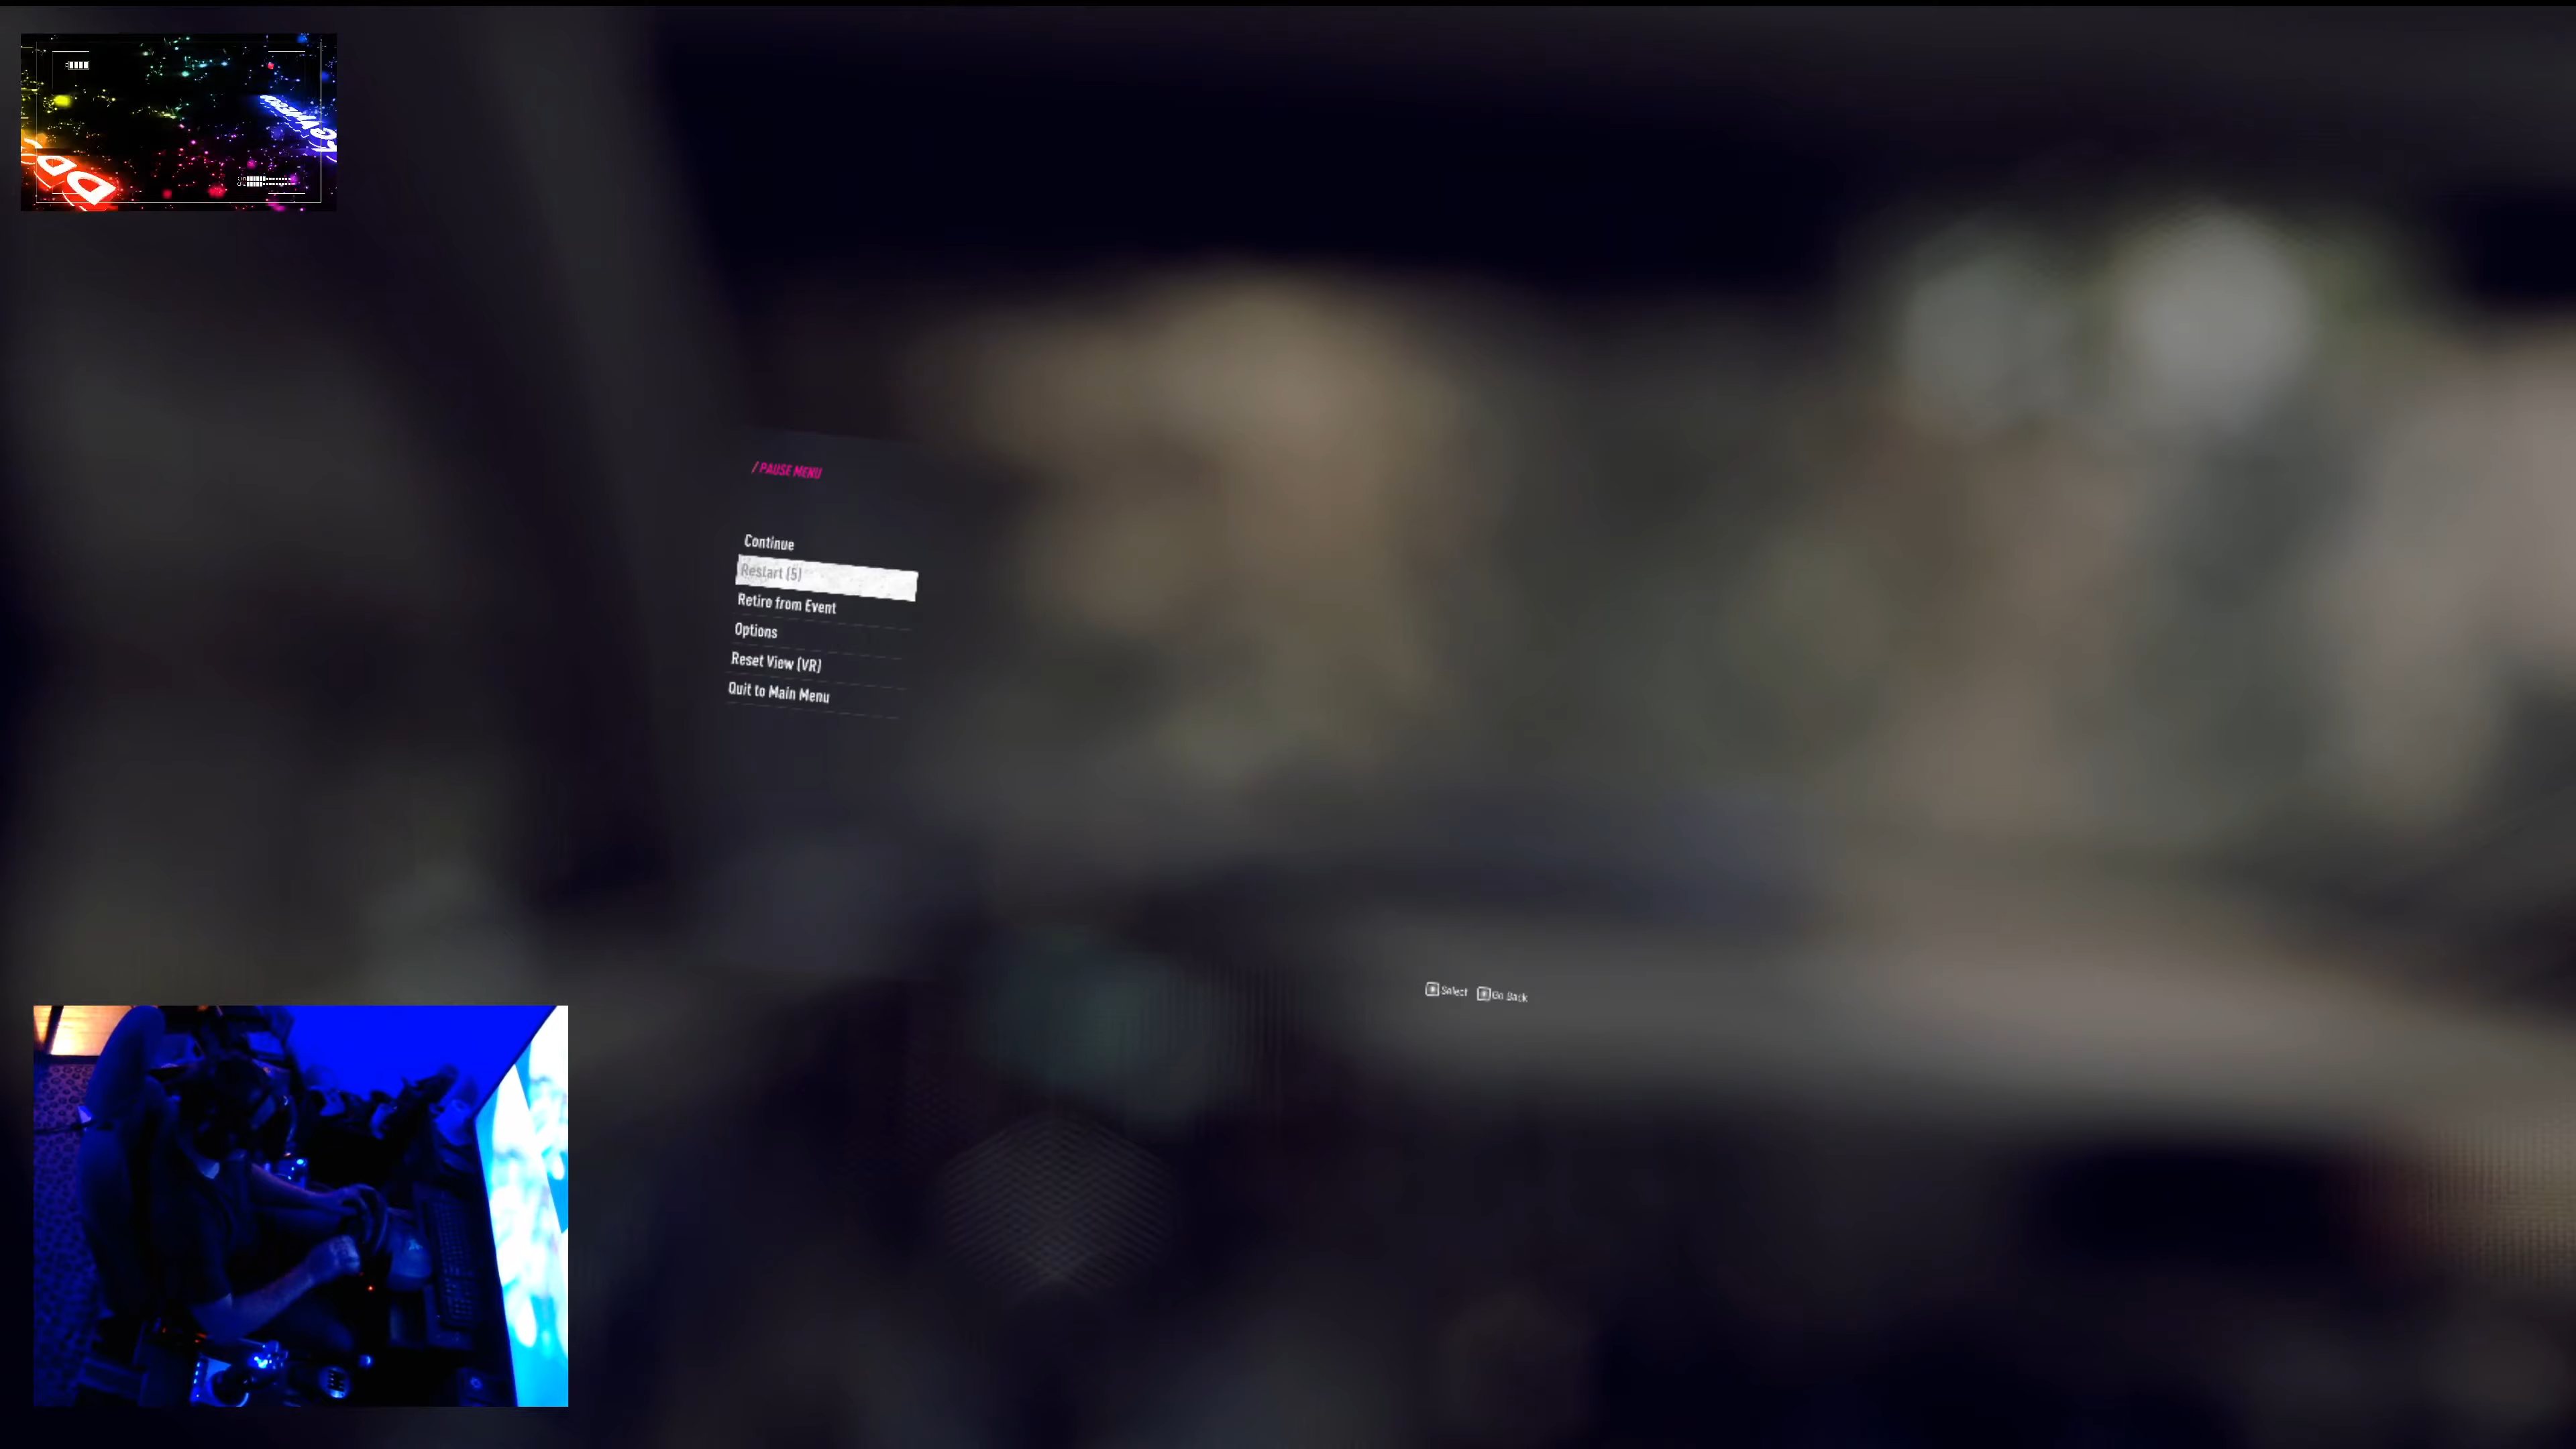 / PAUSE MENU
Continue
Restart (5)
Retire from Event
Options
Reset View (VR)
Quit to Main Menu
Select Go Back